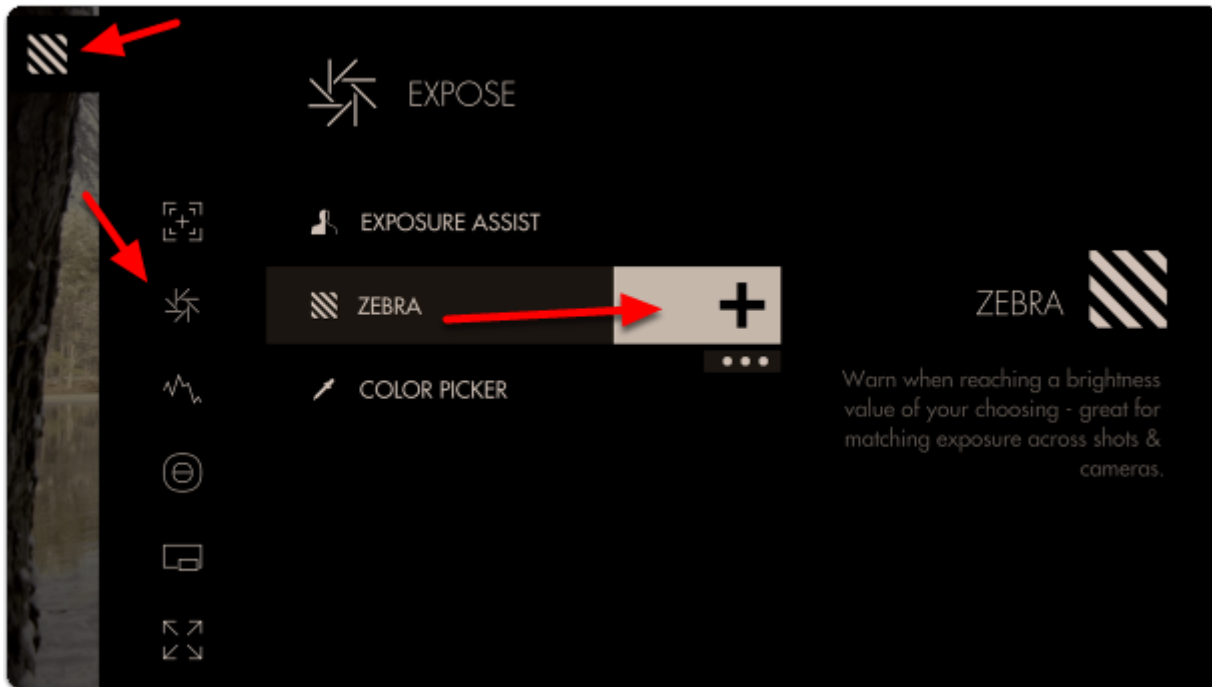 EXPOSE
EXPOSURE ASSIST
ZEBRA
COLOR PICKER
ZEBRA
Warn when reaching a brightness
value of your choosing - great for
matching exposure across shots &
cameras.